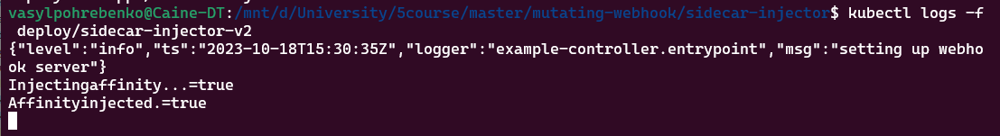 vasylpohrebenko@Caine-DT:/mnt/d/University/5course/master/mutating-webhook/sidecar-injector$ kubectl logs -f
deploy/sidecar-injector-v2
{"level":"info","ts":"2023-10-18T15:30:35Z","logger":"example-controller.entrypoint","msg":"setting up webho
ok server"}
Injectingaffinity...=true
Affinityinjected.=true